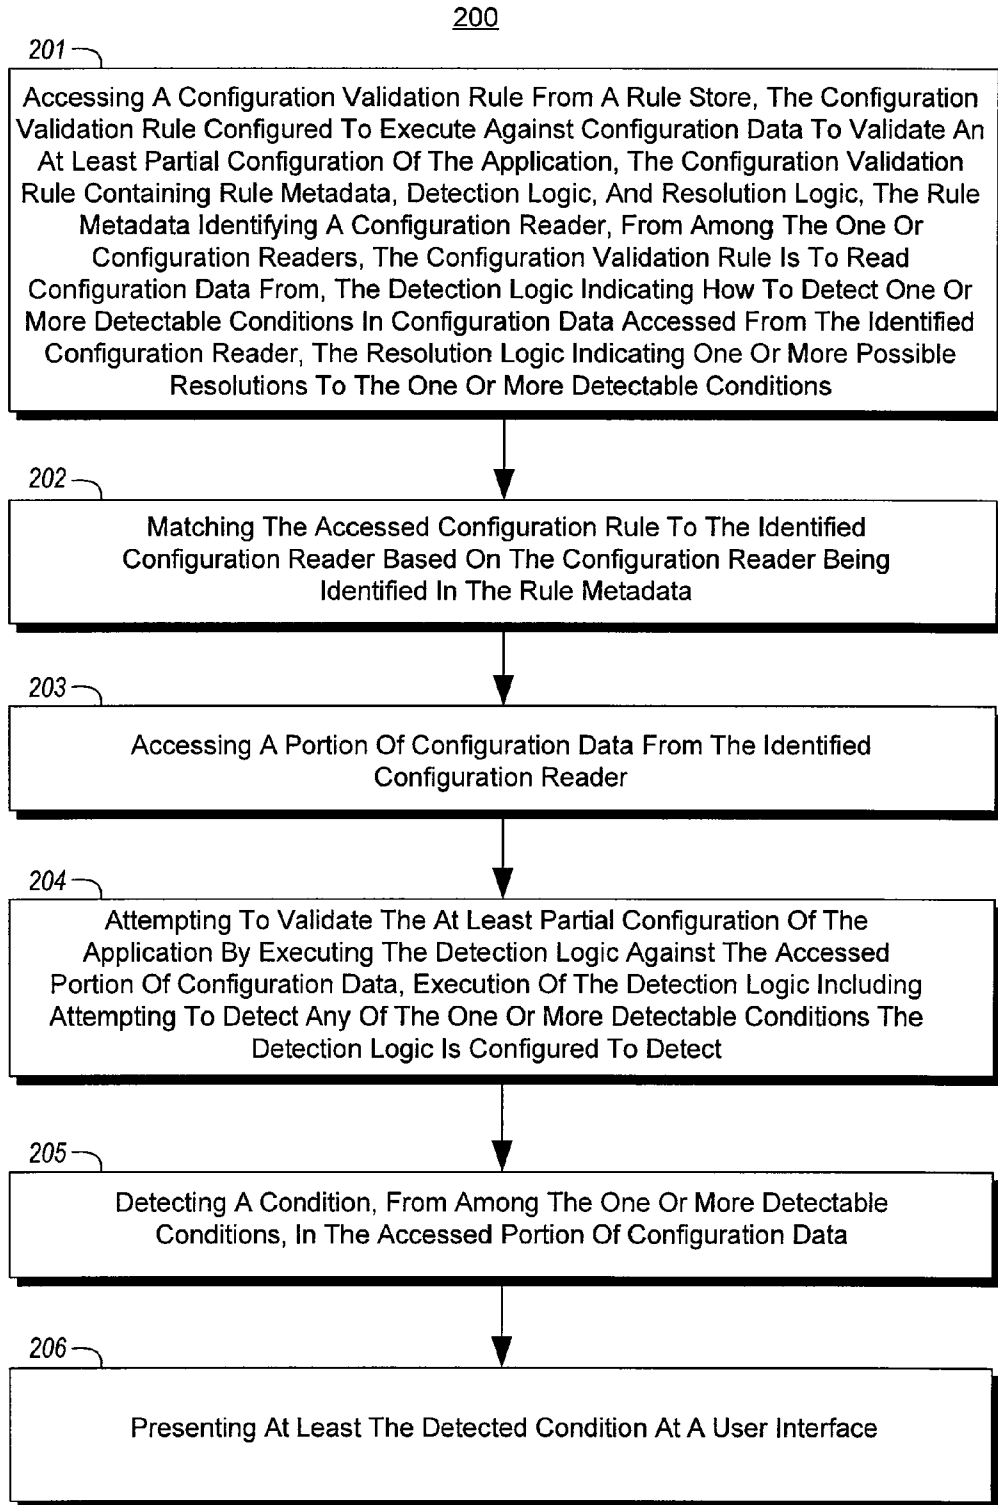 200
201
Accessing A Configuration Validation Rule From A Rule Store, The Configuration
Validation Rule Configured To Execute Against Configuration Data To Validate An
At Least Partial Configuration Of The Application, The Configuration Validation
Rule Containing Rule Metadata, Detection Logic, And Resolution Logic, The Rule
Metadata Identifying A Configuration Reader, From Among The One Or
Configuration Readers, The Configuration Validation Rule Is To Read
Configuration Data From, The Detection Logic Indicating How To Detect One Or
More Detectable Conditions In Configuration Data Accessed From The Identified
Configuration Reader, The Resolution Logic Indicating One Or More Possible
Resolutions To The One Or More Detectable Conditions
202
Matching The Accessed Configuration Rule To The Identified
Configuration Reader Based On The Configuration Reader Being
Identified In The Rule Metadata
203
Accessing A Portion Of Configuration Data From The Identified
Configuration Reader
204
Attempting To Validate The At Least Partial Configuration Of The
Application By Executing The Detection Logic Against The Accessed
Portion Of Configuration Data, Execution Of The Detection Logic Including
Attempting To Detect Any Of The One Or More Detectable Conditions The
Detection Logic Is Configured To Detect
205
Detecting A Condition, From Among The One Or More Detectable
Conditions, In The Accessed Portion Of Configuration Data
206
Presenting At Least The Detected Condition At A User Interface